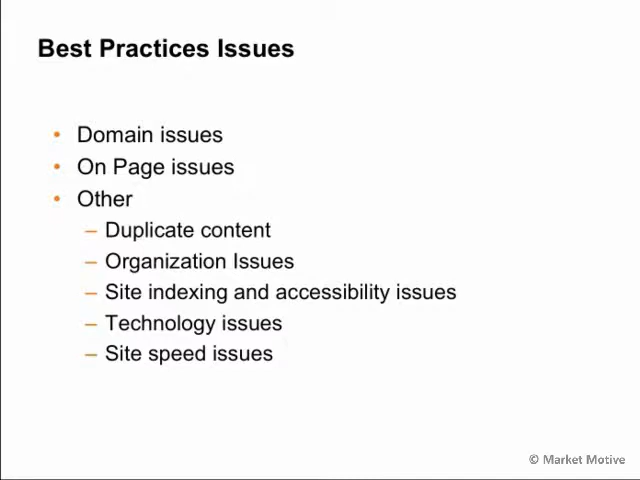 Best Practices Issues
• Domain issues
• On Page issues
• Other
– Duplicate content
– Organization Issues
– Site indexing and accessibility issues
– Technology issues
– Site speed issues
© Market Motive